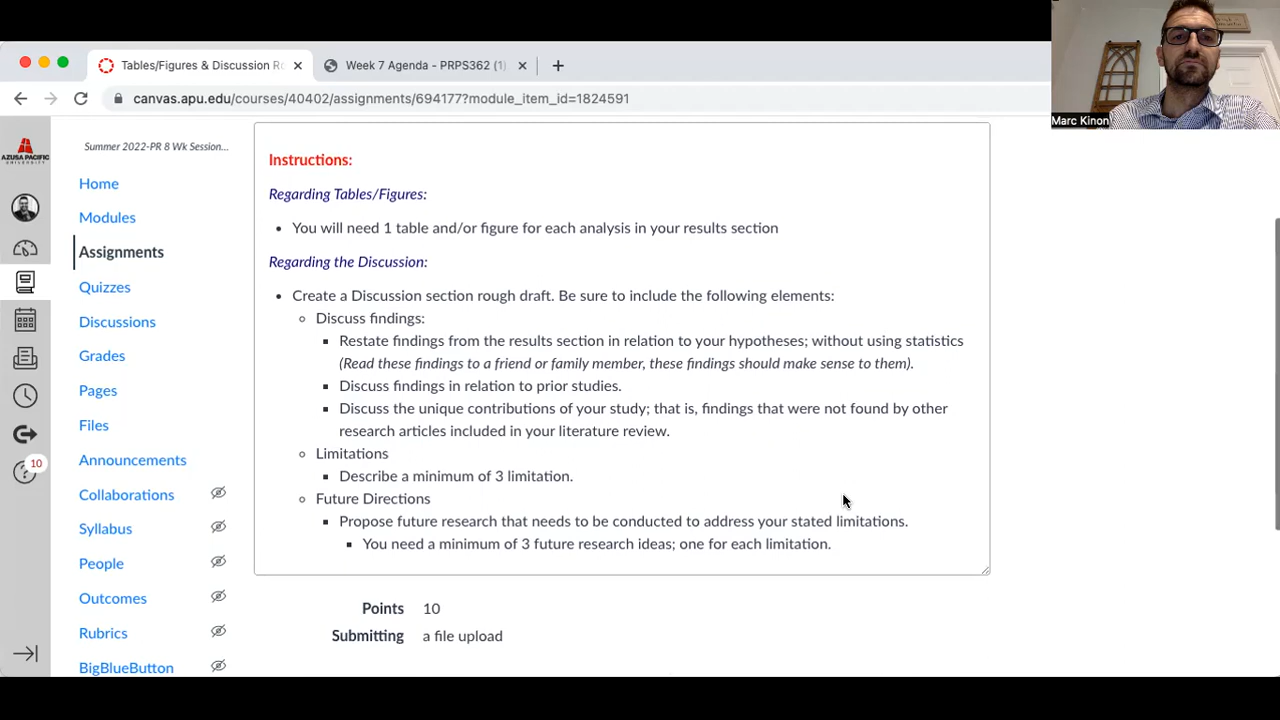 Tables/Figures & Discussion Ro
Week 7 Agenda - PRPS362 (1)
canvas.apu.edu/courses/40402/assignments/694177?module_item_id=1824591
Marc Kinon
AZUSA PACIFIC
UNIVERSITY
10
Summer 2022-PR 8 Wk Session...
Home
Modules
Assignments
Quizzes
Discussions
Grades
Pages
Files
Announcements
Collaborations
Syllabus
People
Outcomes
Rubrics
BigBlueButton
Instructions:
Regarding Tables/Figures:
• You will need 1 table and/or figure for each analysis in your results section
Regarding the Discussion:
• Create a Discussion section rough draft. Be sure to include the following elements:
◦ Discuss findings:
▪ Restate findings from the results section in relation to your hypotheses; without using statistics
(Read these findings to a friend or family member, these findings should make sense to them).
▪ Discuss findings in relation to prior studies.
▪ Discuss the unique contributions of your study; that is, findings that were not found by other
research articles included in your literature review.
◦ Limitations
▪ Describe a minimum of 3 limitation.
◦ Future Directions
▪ Propose future research that needs to be conducted to address your stated limitations.
▪ You need a minimum of 3 future research ideas; one for each limitation.
Points 10
Submitting a file upload